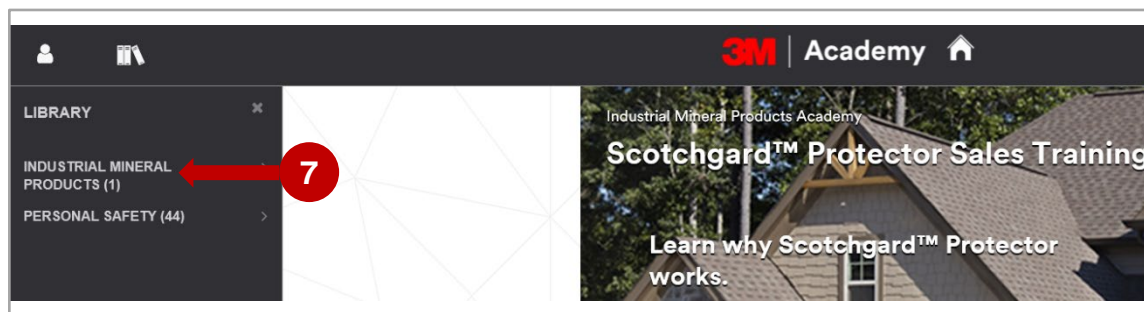 3M Academy
LIBRARY
INDUSTRIAL MINERAL
PRODUCTS (1)
7
PERSONAL SAFETY (44)
Industrial Mineral Products Academy
Scotchgard™ Protector Sales Training
Learn why Scotchgard™ Protector
works.